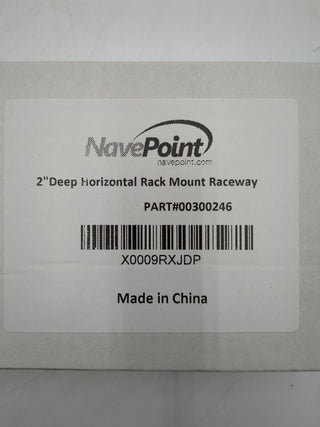 NavePoint
navepoint.com
2"Deep Horizontal Rack Mount Raceway
PART#00300246
X0009RXJDP
Made in China